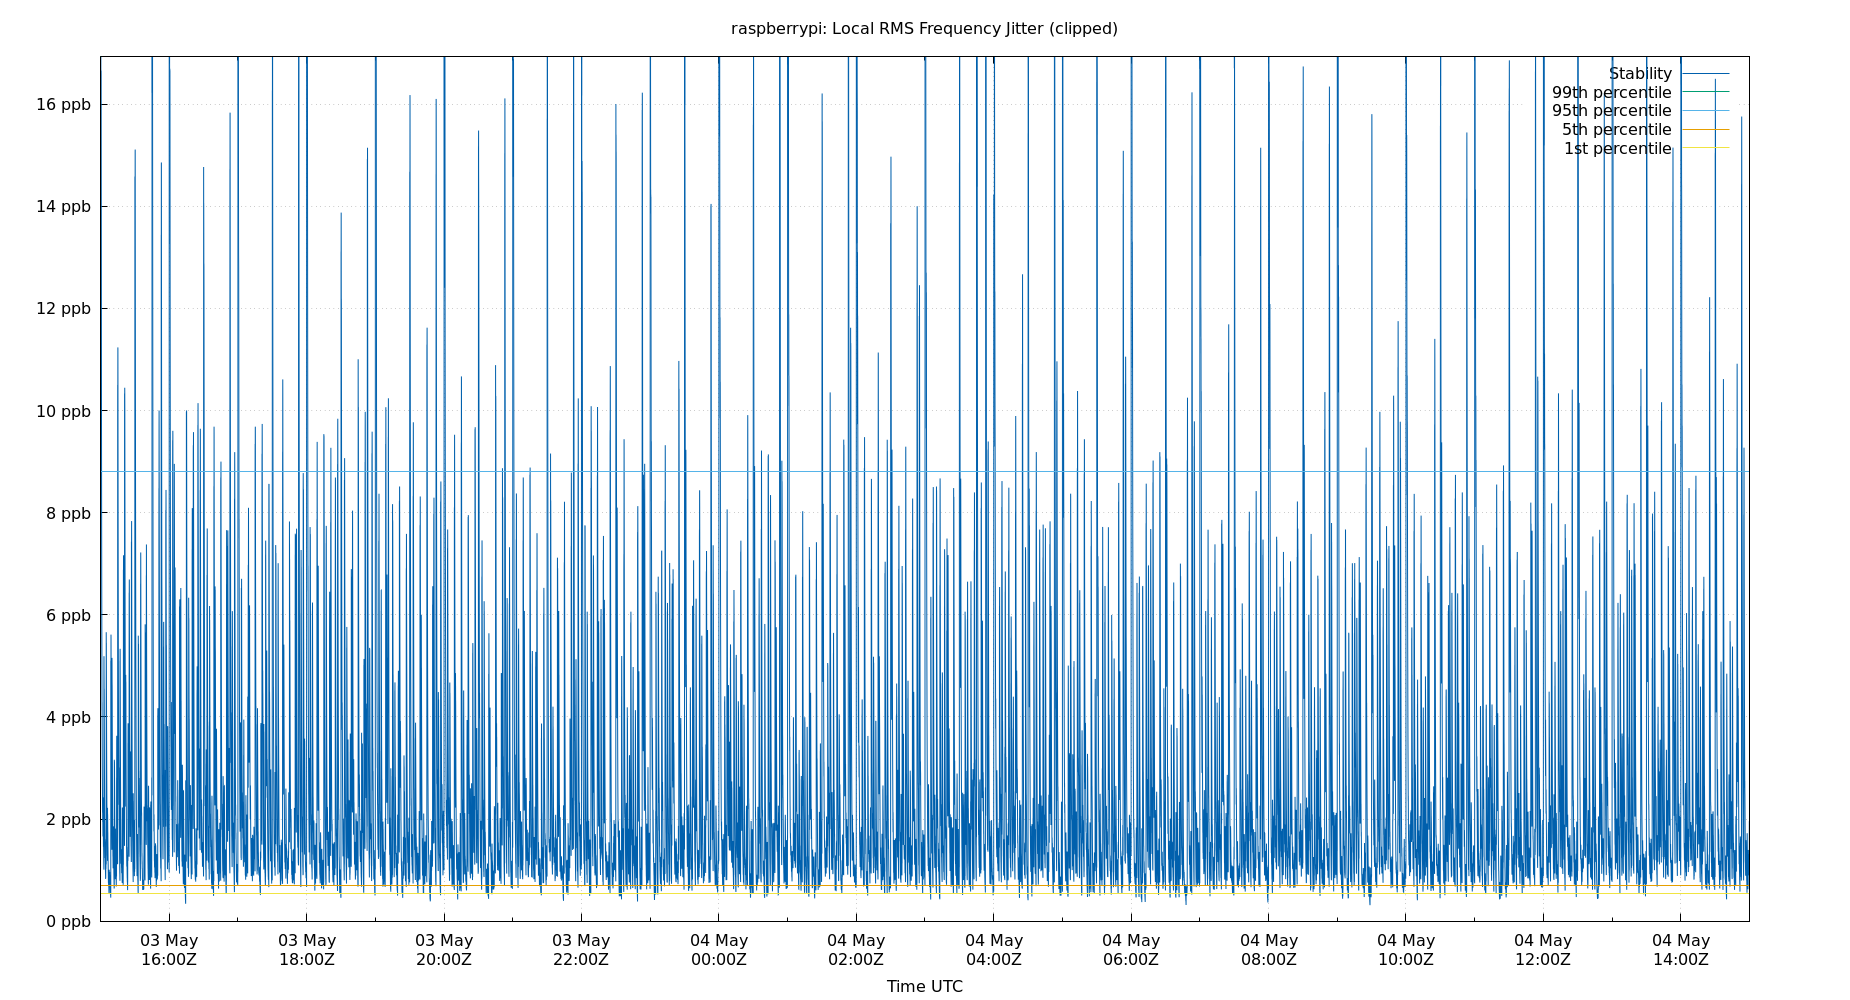 raspberrypi: Local RMS Frequency Jitter (clipped)
Stability
99th percentile
95th percentile
5th percentile
1st percentile
16 ppb
14 ppb
12 ppb
10 ppb
8 ppb
6 ppb
4 ppb
2 ppb
0 ppb
03 May 03 May 03 May 03 May 04 May 04 May 04 May 04 May 04 May 04 May 04 May 04 May
16:00Z 18:00Z 20:00Z 22:00Z 00:00Z 02:00Z 04:00Z 06:00Z 08:00Z 10:00Z 12:00Z 14:00Z
Time UTC